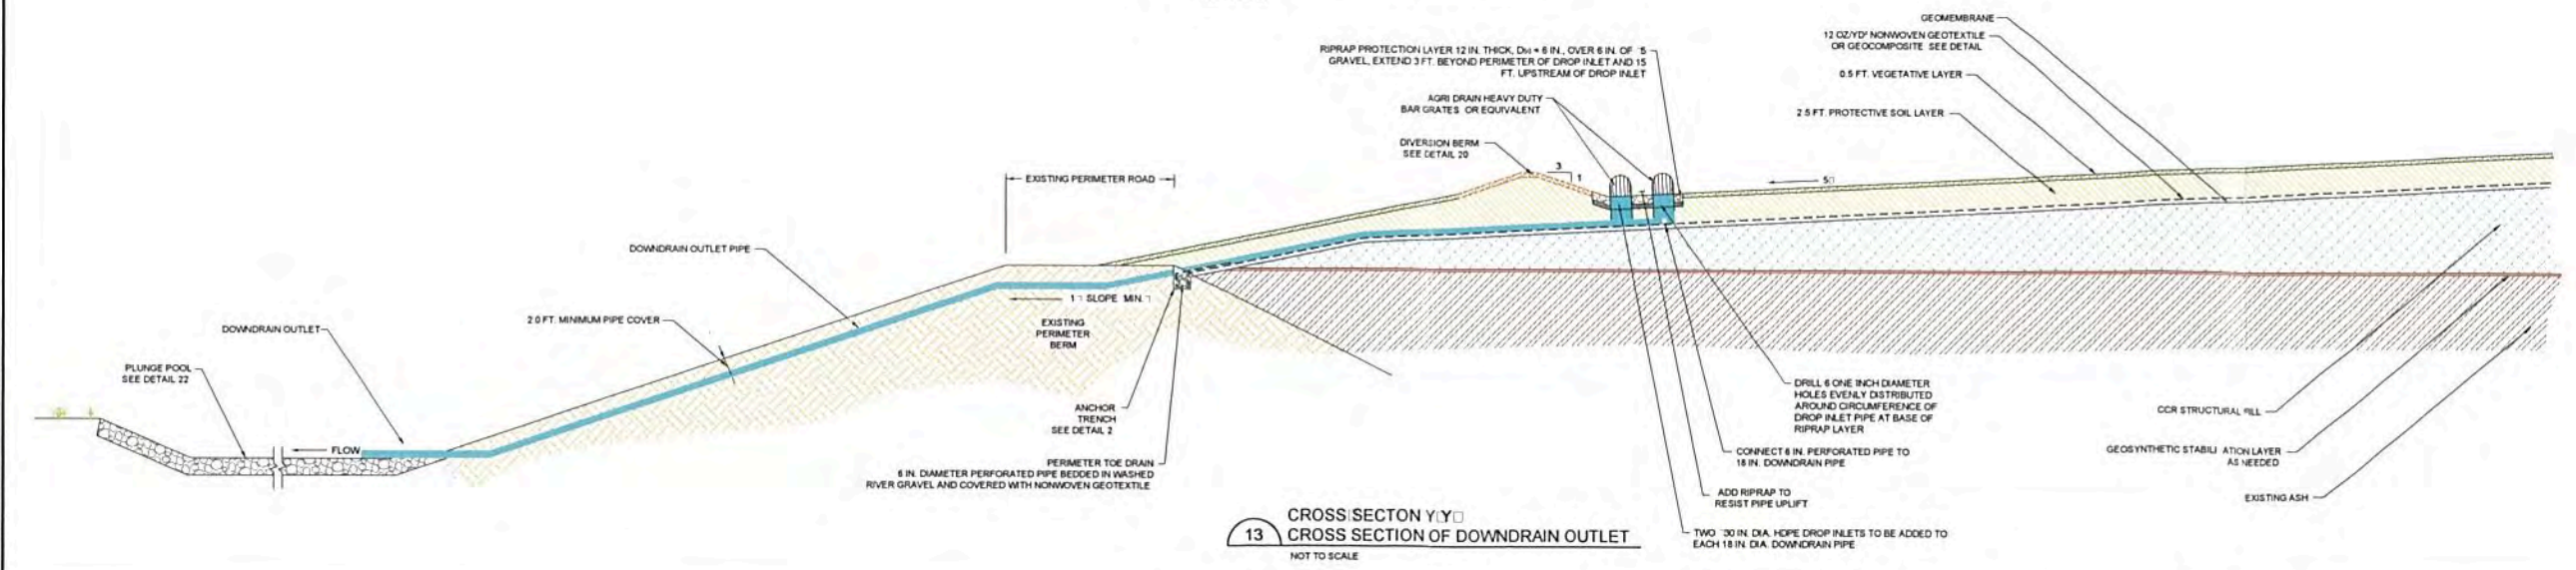 GEOMEMBRANE
12 OZ/YD² NONWOVEN GEOTEXTILE
OR GEOCOMPOSITE SEE DETAIL
0.5 FT. VEGETATIVE LAYER
2.5 FT. PROTECTIVE SOIL LAYER
RIPRAP PROTECTION LAYER 12 IN. THICK, D50 = 6 IN., OVER 6 IN. OF 5
GRAVEL, EXTEND 3 FT. BEYOND PERIMETER OF DROP INLET AND 15
FT. UPSTREAM OF DROP INLET
AGRI DRAIN HEAVY DUTY
BAR GRATES OR EQUIVALENT
DIVERSION BERM
SEE DETAIL 20
3
1
5
EXISTING PERIMETER ROAD
DOWNDRAIN OUTLET PIPE
2.0 FT. MINIMUM PIPE COVER
DOWNDRAIN OUTLET
PLUNGE POOL
SEE DETAIL 22
FLOW
1 SLOPE MIN.
EXISTING
PERIMETER
BERM
ANCHOR
TRENCH
SEE DETAIL 2
PERIMETER TOE DRAIN
6 IN. DIAMETER PERFORATED PIPE BEDDED IN WASHED
RIVER GRAVEL AND COVERED WITH NONWOVEN GEOTEXTILE
DRILL 6 ONE INCH DIAMETER
HOLES EVENLY DISTRIBUTED
AROUND CIRCUMFERENCE OF
DROP INLET PIPE AT BASE OF
RIPRAP LAYER
CONNECT 6 IN. PERFORATED PIPE TO
18 IN. DOWNDRAIN PIPE
ADD RIPRAP TO
RESIST PIPE UPLIFT
TWO 30 IN. DIA. HDPE DROP INLETS TO BE ADDED TO
EACH 18 IN. DIA. DOWNDRAIN PIPE
CCR STRUCTURAL FILL
GEOSYNTHETIC STABILI ATION LAYER
AS NEEDED
EXISTING ASH
13
CROSS SECTON Y Y
CROSS SECTION OF DOWNDRAIN OUTLET
NOT TO SCALE